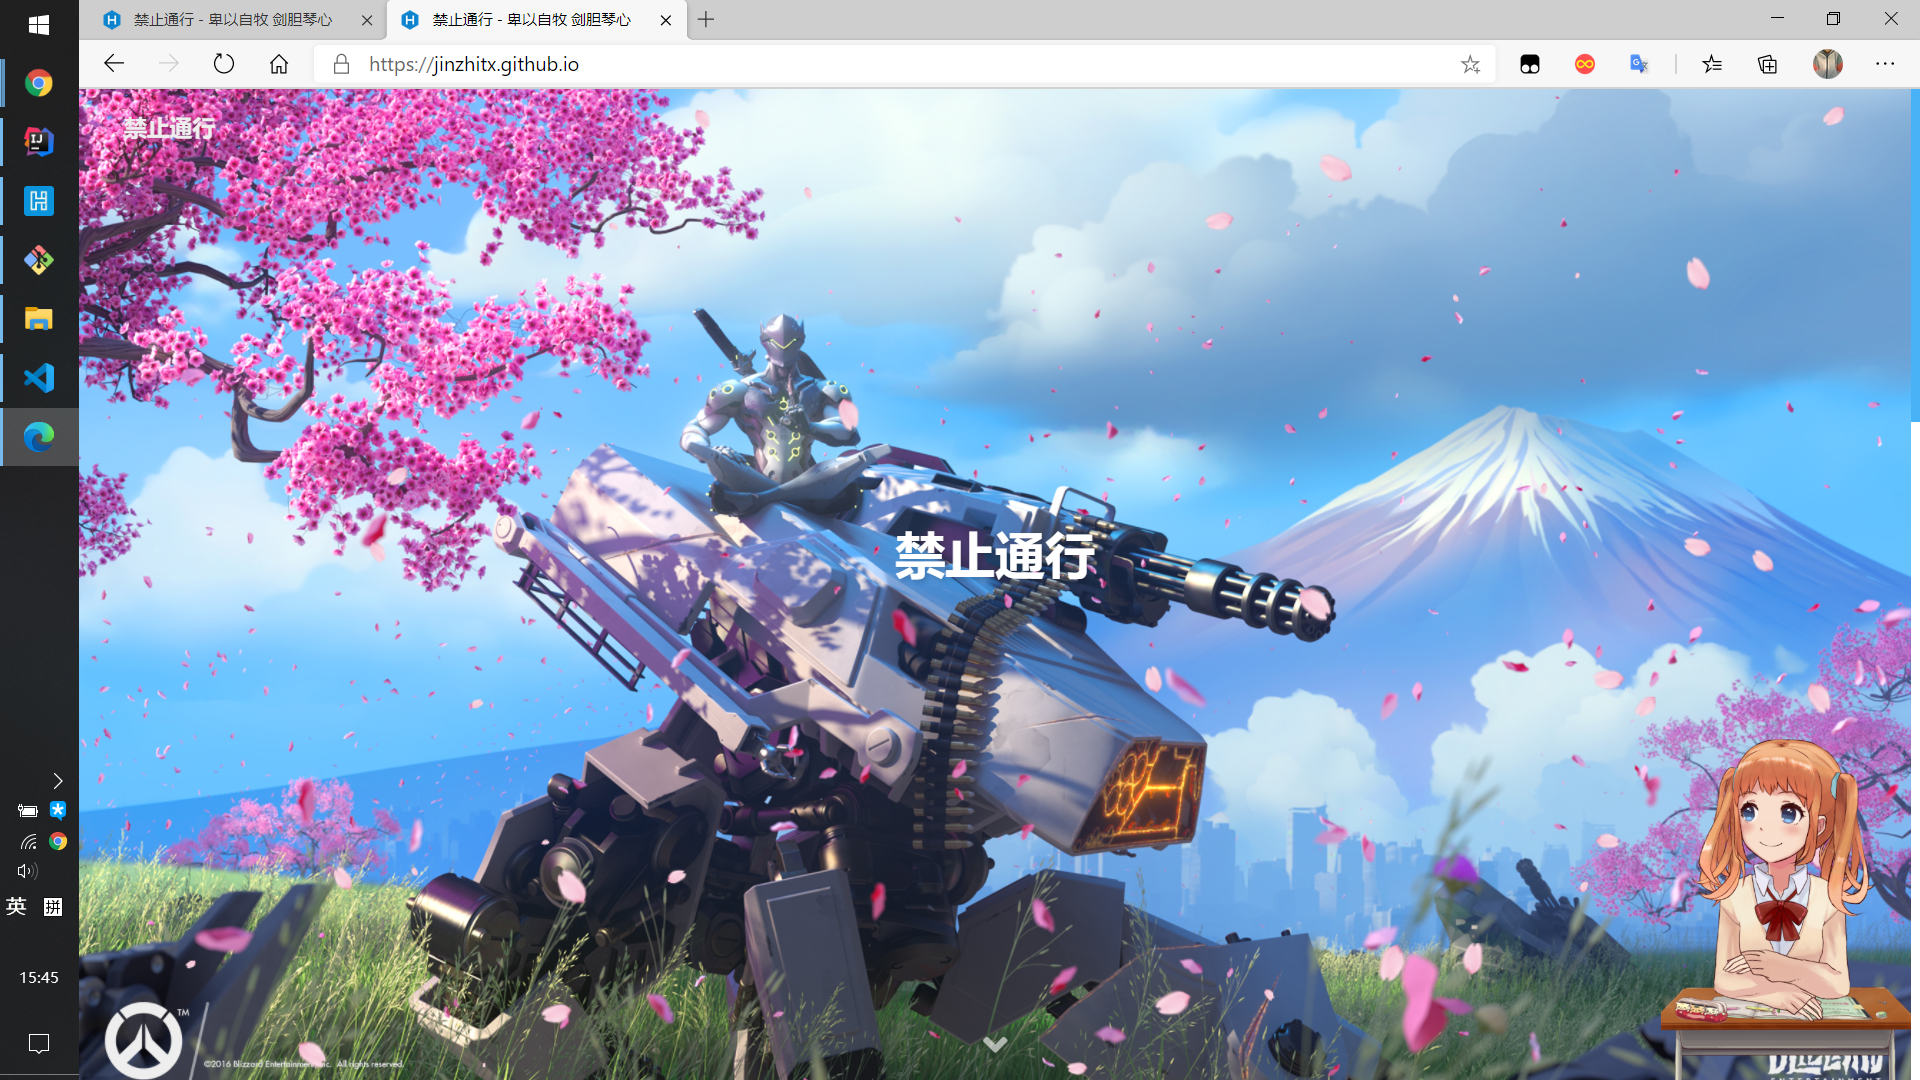 禁止通行 - 卑以自牧 剑胆琴心
禁止通行 - 卑以自牧 剑胆琴心
https://jinzhitx.github.io
禁止通行
禁止通行
英 拼
15:45
TM
©2016 Blizzard Entertainment, Inc. All rights reserved.